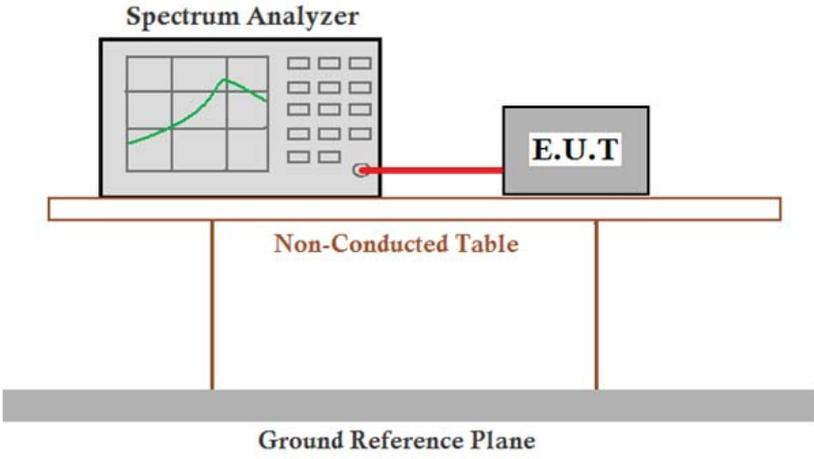 Spectrum Analyzer
E.U.T
Non-Conducted Table
Ground Reference Plane